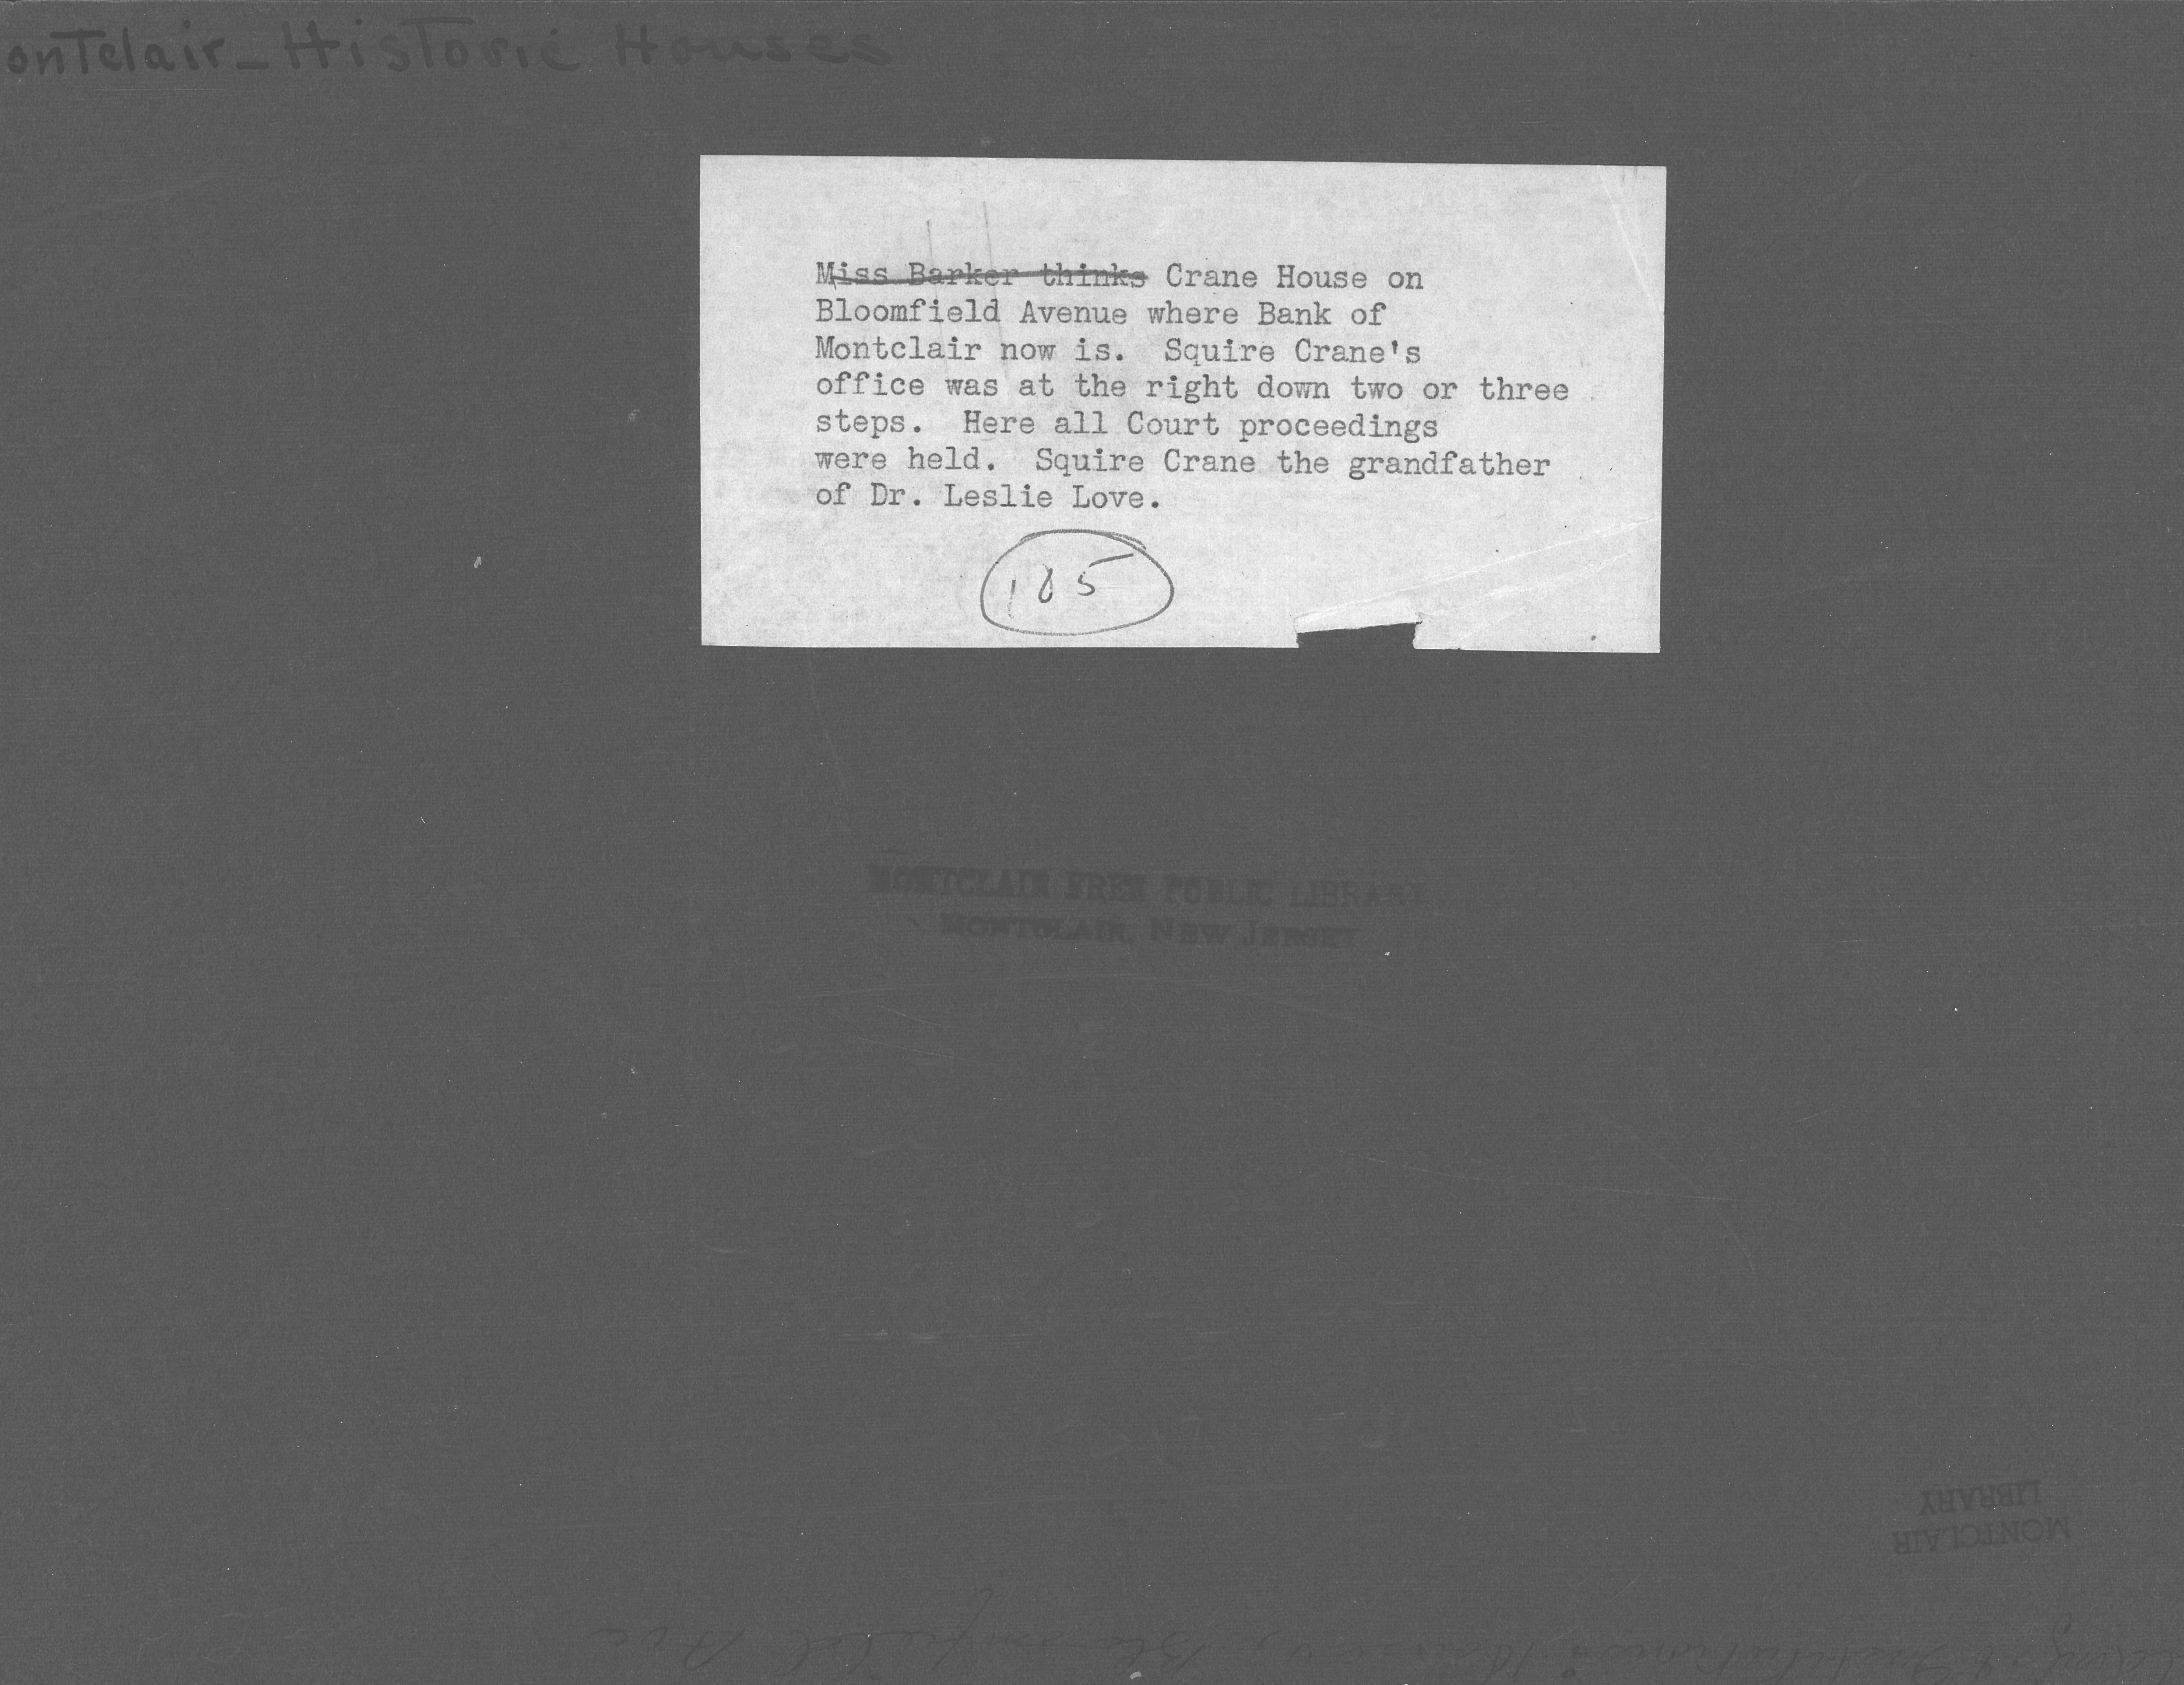 ontclair - Historic Houses
Miss Barker thinks Crane House on
Bloomfield Avenue where Bank of
Montclair now is. Squire Crane's
office was at the right down two or three
steps. Here all Court proceedings
were held. Squire Crane the grandfather
of Dr. Leslie Love.
185
MONTCLAIR FREE PUBLIC LIBRARY
MONTCLAIR, NEW JERSEY
MONTCLAIR
LIBRARY